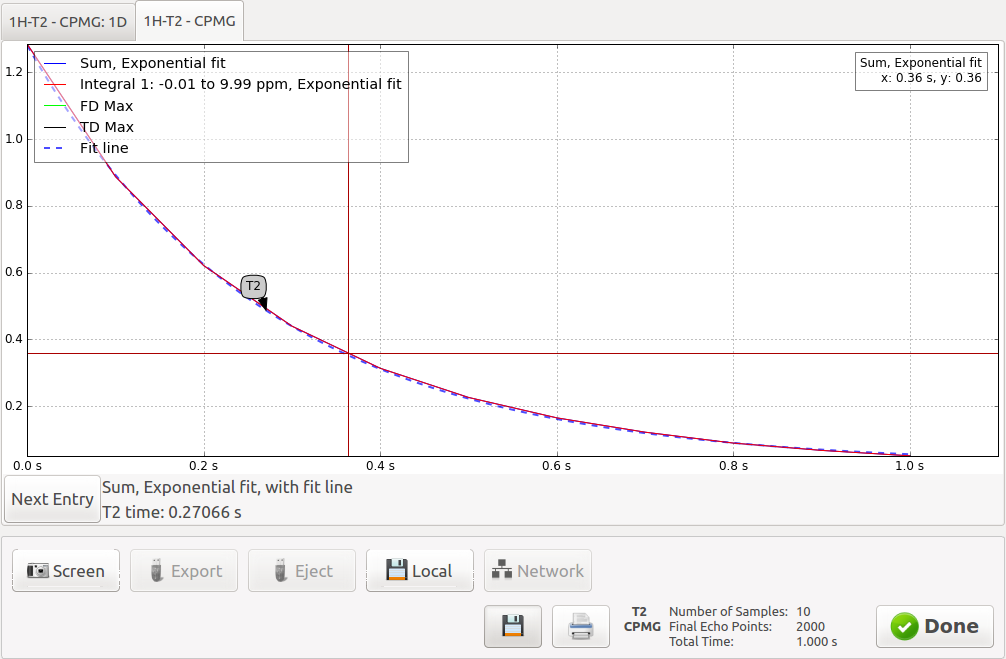 1H-T2 - CPMG: 1D
1H-T2 - CPMG
Sum, Exponential fit
Integral 1: -0.01 to 9.99 ppm, Exponential fit
FD Max
TD Max
Fit line
Sum, Exponential fit
x: 0.36 s, y: 0.36
1.2
1.0
0.8
0.6
0.4
0.2
T2
0.0 s
0.2 s
0.4 s
0.6 s
0.8 s
1.0 s
Next Entry
Sum, Exponential fit, with fit line
T2 time: 0.27066 s
Screen
Export
Eject
Local
Network
T2
CPMG
Number of Samples: 10
Final Echo Points: 2000
Total Time: 1.000 s
Done